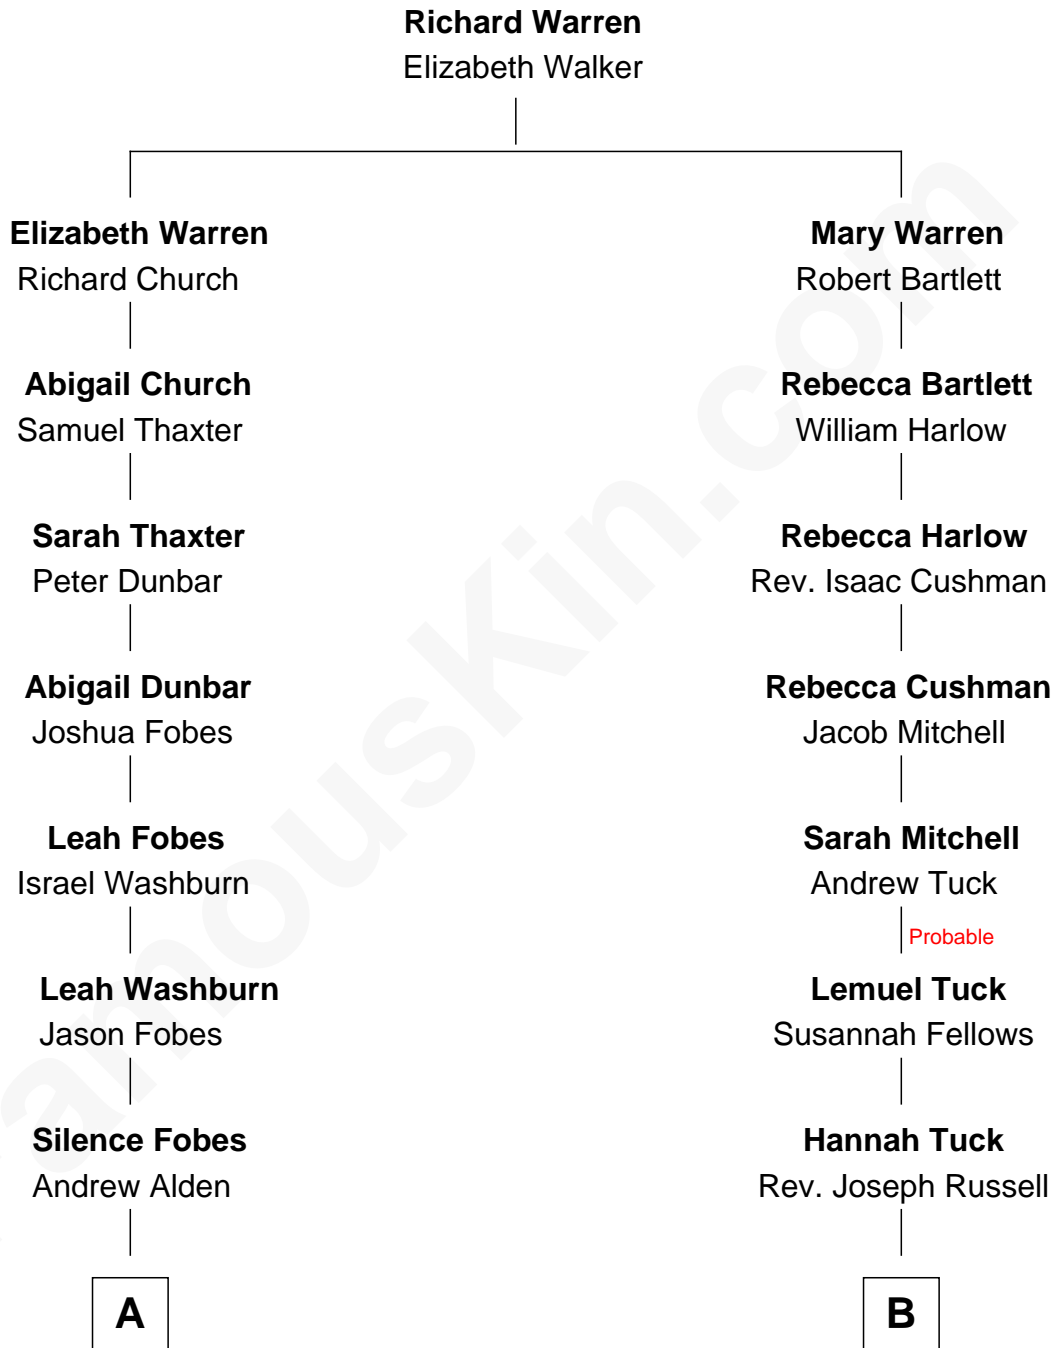 Richard Warren
Elizabeth Walker
Elizabeth Warren
Richard Church
Abigail Church
Samuel Thaxter
Sarah Thaxter
Peter Dunbar
Abigail Dunbar
Joshua Fobes
Leah Fobes
Israel Washburn
Leah Washburn
Jason Fobes
Silence Fobes
Andrew Alden
A
Mary Warren
Robert Bartlett
Rebecca Bartlett
William Harlow
Rebecca Harlow
Rev. Isaac Cushman
Rebecca Cushman
Jacob Mitchell
Sarah Mitchell
Andrew Tuck
Probable
Lemuel Tuck
Susannah Fellows
Hannah Tuck
Rev. Joseph Russell
B
amouskin.com